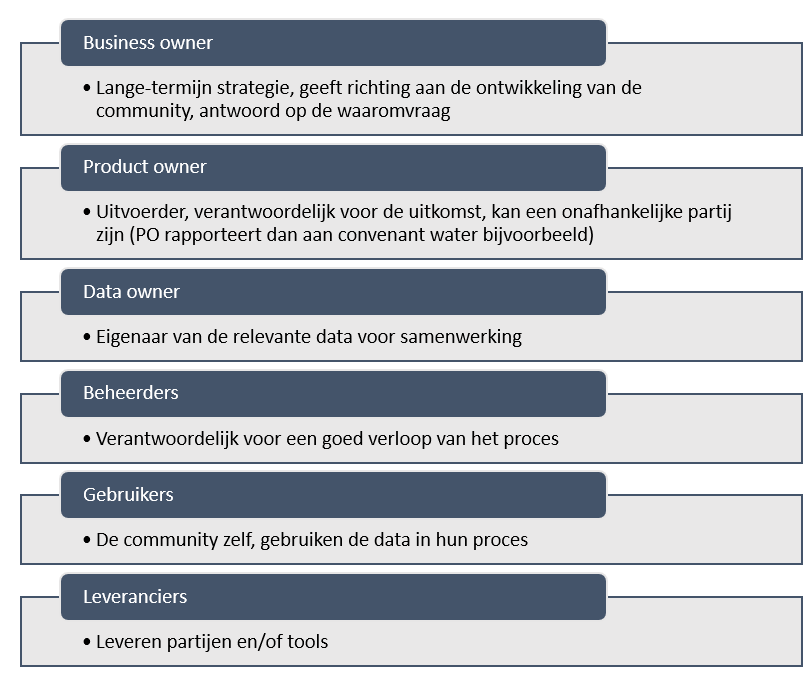 Business owner
• Lange-termijn strategie, geeft richting aan de ontwikkeling van de
community, antwoord op de waaromvraag
Product owner
• Uitvoerder, verantwoordelijk voor de uitkomst, kan een onafhankelijke partij
zijn (PO rapporteert dan aan convenant water bijvoorbeeld)
Data owner
• Eigenaar van de relevante data voor samenwerking
Beheerders
• Verantwoordelijk voor een goed verloop van het proces
Gebruikers
• De community zelf, gebruiken de data in hun proces
Leveranciers
• Leveren partijen en/of tools